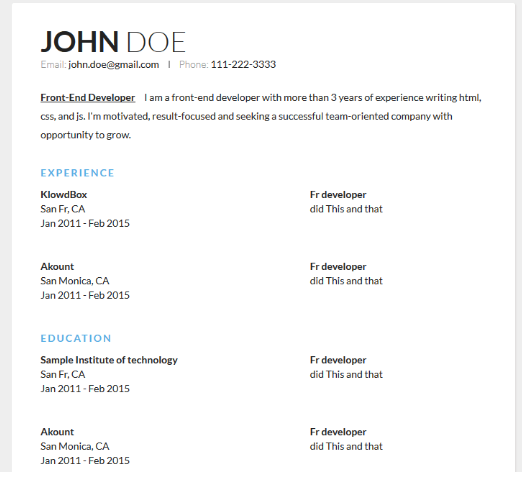 JOHN DOE
Email: john.doe@gmail.com | Phone: 111-222-3333
Front-End Developer I am a front-end developer with more than 3 years of experience writing html,
css, and js. I'm motivated, result-focused and seeking a successful team-oriented company with
opportunity to grow.
EXPERIENCE
KlowdBox Fr developer
San Fr, CA did This and that
Jan 2011 - Feb 2015
Akount Fr developer
San Monica, CA did This and that
Jan 2011 - Feb 2015
EDUCATION
Sample Institute of technology Fr developer
San Fr, CA did This and that
Jan 2011 - Feb 2015
Akount Fr developer
San Monica, CA did This and that
Jan 2011 - Feb 2015